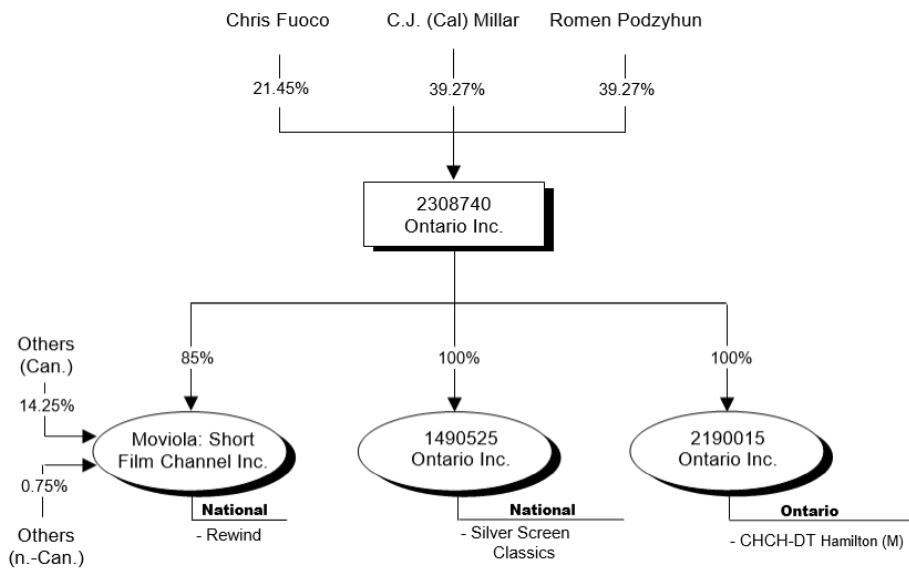 Chris Fuoco
C.J. (Cal) Millar
Romen Podzyhun
21.45%
39.27%
39.27%
2308740
Ontario Inc.
Others
(Can.)
85%
100%
100%
14.25%
Moviola: Short
Film Channel Inc.
1490525
Ontario Inc.
2190015
Ontario Inc.
0.75%
Others
(n.-Can.)
National
- Rewind
National
- Silver Screen
Classics
Ontario
- CHCH-DT Hamilton (M)